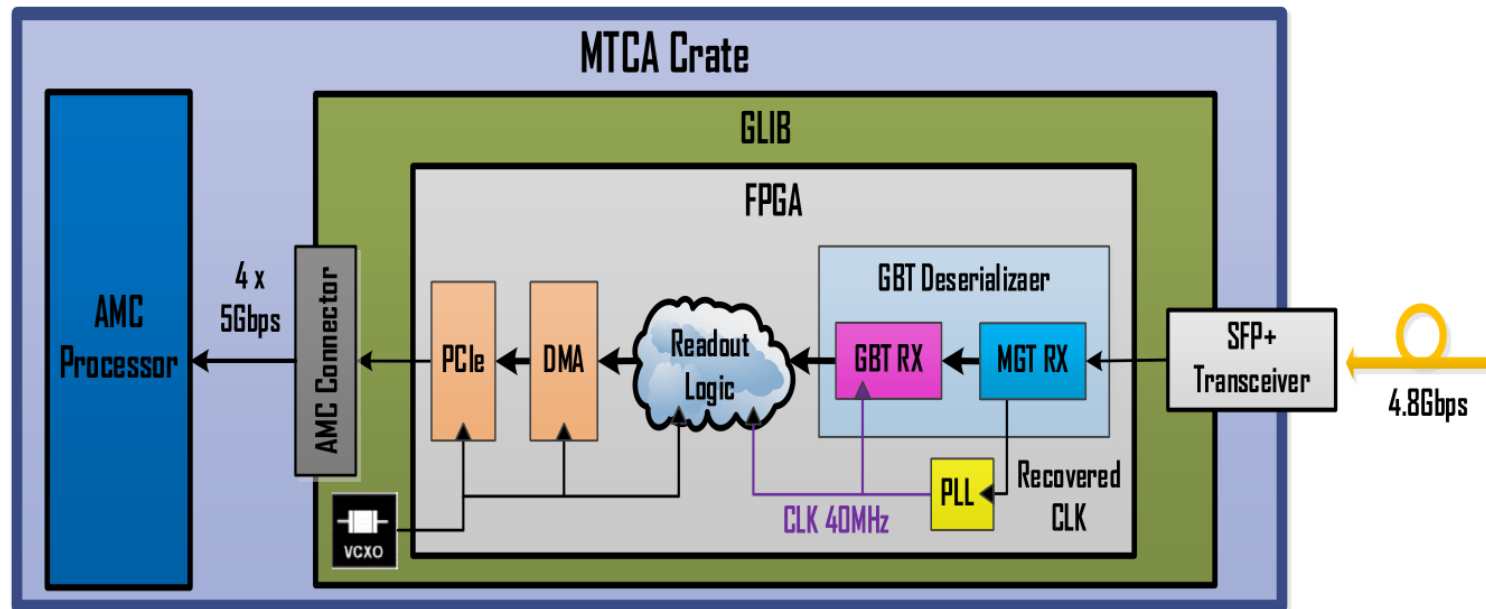 MTCA Crate
GLIB
FPGA
AMC
Processor
4 x
5Gbps
AMC Connector
PCIe
DMA
Readout
Logic
GBT Deserializaer
GBT RX
MGT RX
SFP+
Transceiver
4.8Gbps
PLL
Recovered
CLK
CLK 40MHz
VCXO